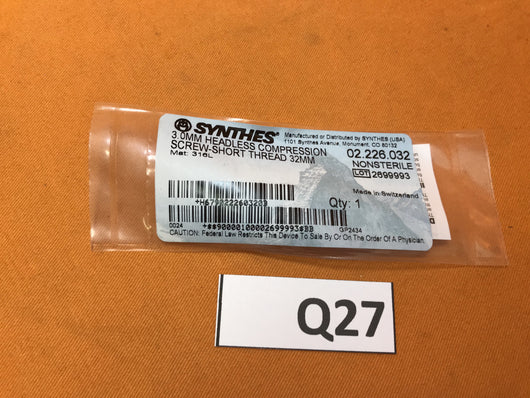 SYNTHES®
Manufactured or Distributed by SYNTHES (USA)
1101 Synthes Avenue, Monument, CO 80132
3.0MM HEADLESS COMPRESSION
SCREW-SHORT THREAD 32MM
Mat: 316L
02.226.032
NONSTERILE
LOT 2699993
Made in Switzerland
Qty: 1
0024
GP2434
CAUTION: Federal Law Restricts This Device To Sale By or On The Order Of A Physician.
Q27